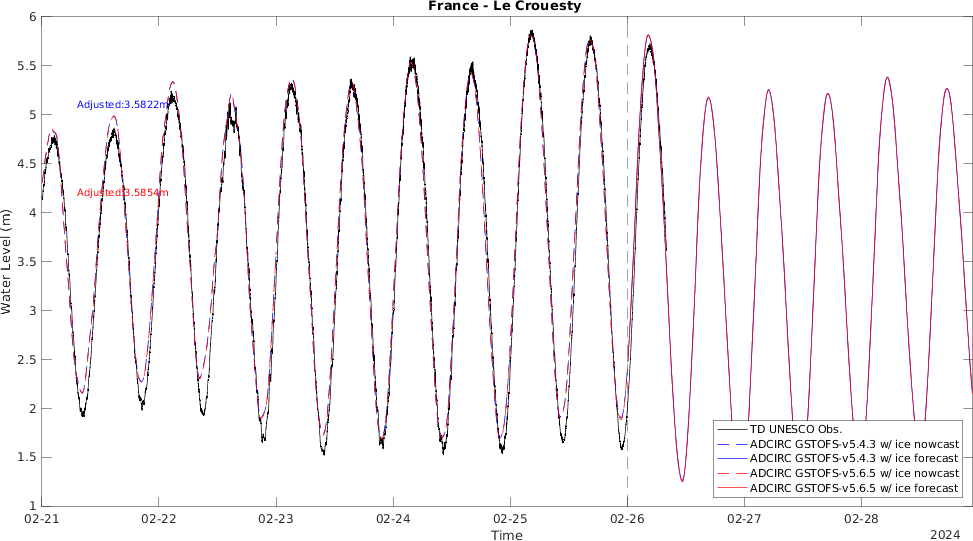 France - Le Crouesty
6
5.5
5
4.5
4
3.5
3
2.5
2
1.5
1
Water Level (m)
Adjusted:3.5822m
Adjusted:3.5854m
TD UNESCO Obs.
ADCIRC GSTOFS-v5.4.3 w/ ice nowcast
ADCIRC GSTOFS-v5.4.3 w/ ice forecast
ADCIRC GSTOFS-v5.6.5 w/ ice nowcast
ADCIRC GSTOFS-v5.6.5 w/ ice forecast
02-21 02-22 02-23 02-24 02-25 02-26 02-27 02-28
Time
2024